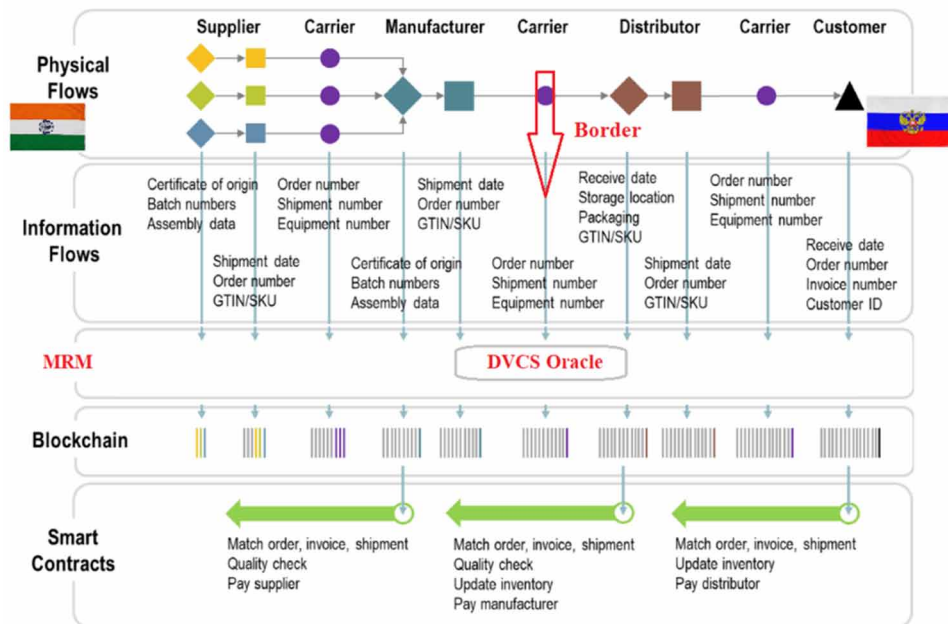 Supplier
Carrier
Manufacturer
Carrier
Distributor
Carrier
Customer
Physical
Flows
Border
Information
Flows
Certificate of origin
Batch numbers
Assembly data
Shipment date
Order number
GTIN/SKU
Order number
Shipment number
Equipment number
Certificate of origin
Batch numbers
Assembly data
Shipment date
Order number
GTIN/SKU
Order number
Shipment number
Equipment number
Receive date
Storage location
Packaging
GTIN/SKU
Shipment date
Order number
GTIN/SKU
Order number
Shipment number
Equipment number
Receive date
Order number
Invoice number
Customer ID
MRM
DVCS Oracle
Blockchain
Smart
Contracts
Match order, invoice, shipment
Quality check
Pay supplier
Match order, invoice, shipment
Quality check
Update inventory
Pay manufacturer
Match order, invoice, shipment
Update inventory
Pay distributor